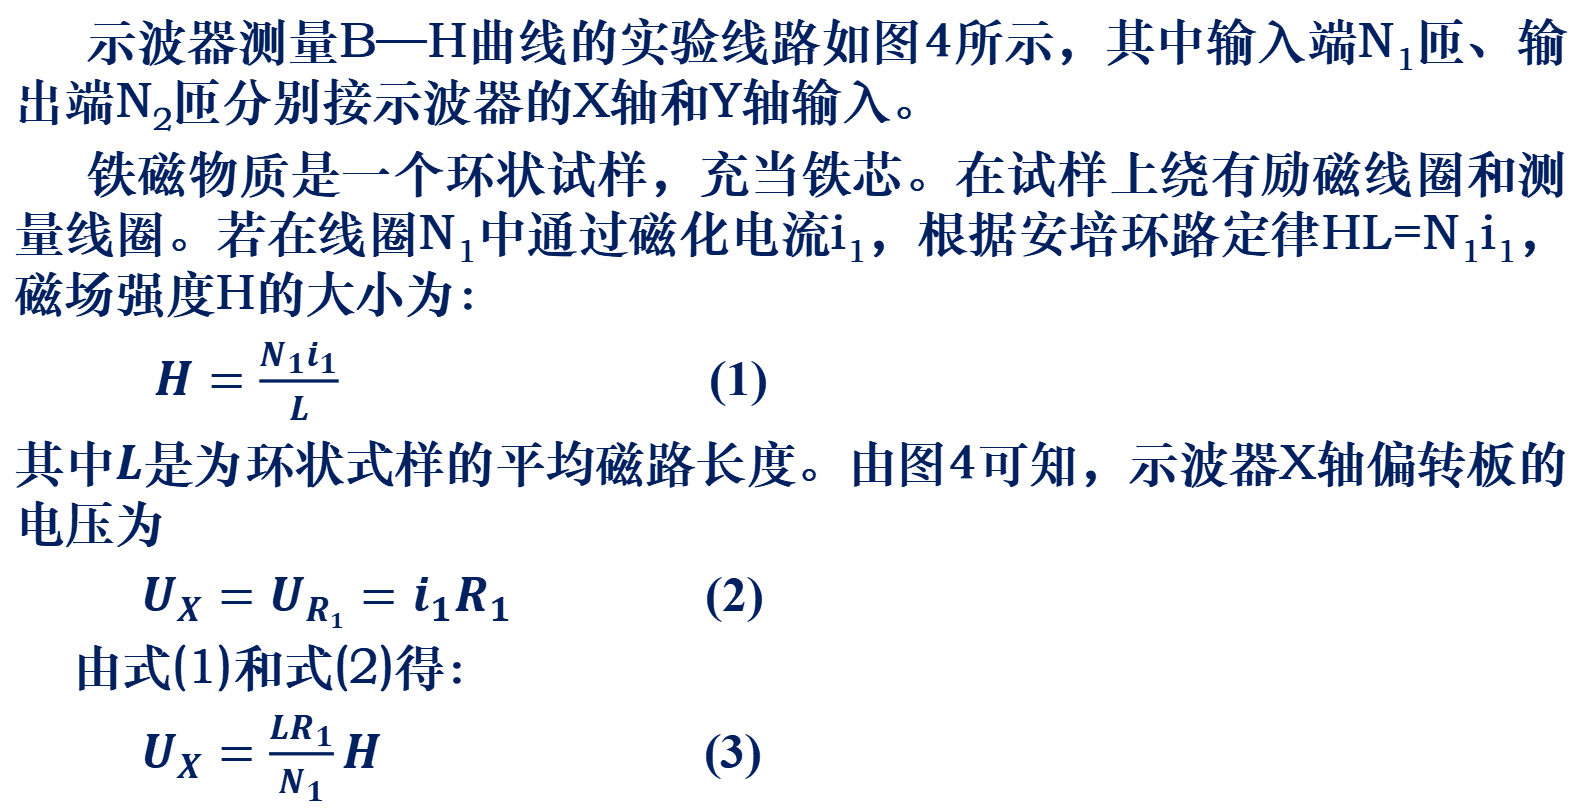 示波器测量B—H曲线的实验线路如图4所示，其中输入端N₁匝、输
出端N₂匝分别接示波器的X轴和Y轴输入。
铁磁物质是一个环状试样，充当铁芯。在试样上绕有励磁线圈和测
量线圈。若在线圈N₁中通过磁化电流i₁，根据安培环路定律HL=N₁i₁，
磁场强度H的大小为：
H = N₁i₁/L (1)
其中L是为环状式样的平均磁路长度。由图4可知，示波器X轴偏转板的
电压为
U_X = U_{R₁} = i₁R₁ (2)
由式(1)和式(2)得：
U_X = LR₁/N₁ H (3)